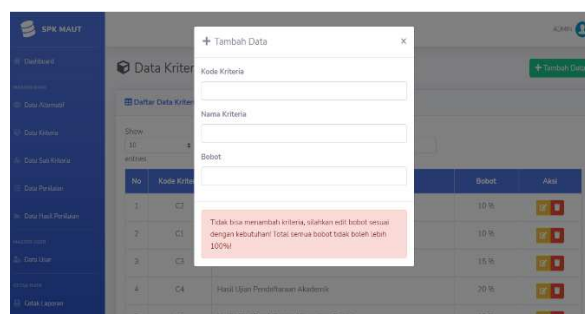 SPK MAUT
ADMIN
+ Tambah Data
×
Dashboard
Data Kriter
+ Tambah Data
Kode Kriteria
Data Alternatif
Daftar Data Kriter
Nama Kriteria
Data Kriteria
Show
10
entries
Bobot
Data Sub Kriteria
Data Penilaian
No
Kode Kriter
Bobot
Aksi
Data Hasil Penilaian
1
C2
10 %
Tidak bisa menambah kriteria, silahkan edit bobot sesuai
dengan kebutuhan! Total semua bobot tidak boleh lebih
100%!
MASTER USER
2
C1
10 %
Data User
3
C3
15 %
4
C4
Hasil Ujian Pendaftaran Akademik
20 %
Cetak Laporan